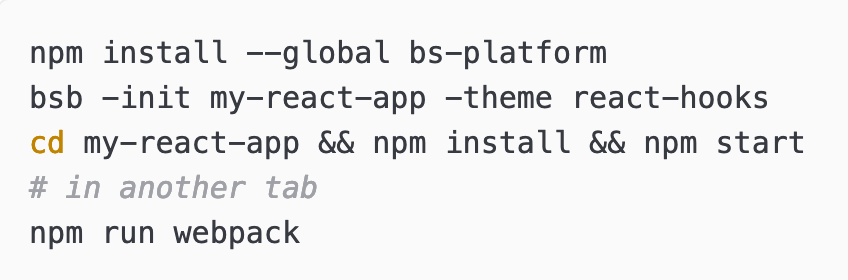 npm install --global bs-platform
bsb -init my-react-app -theme react-hooks
cd my-react-app && npm install && npm start
# in another tab
npm run webpack